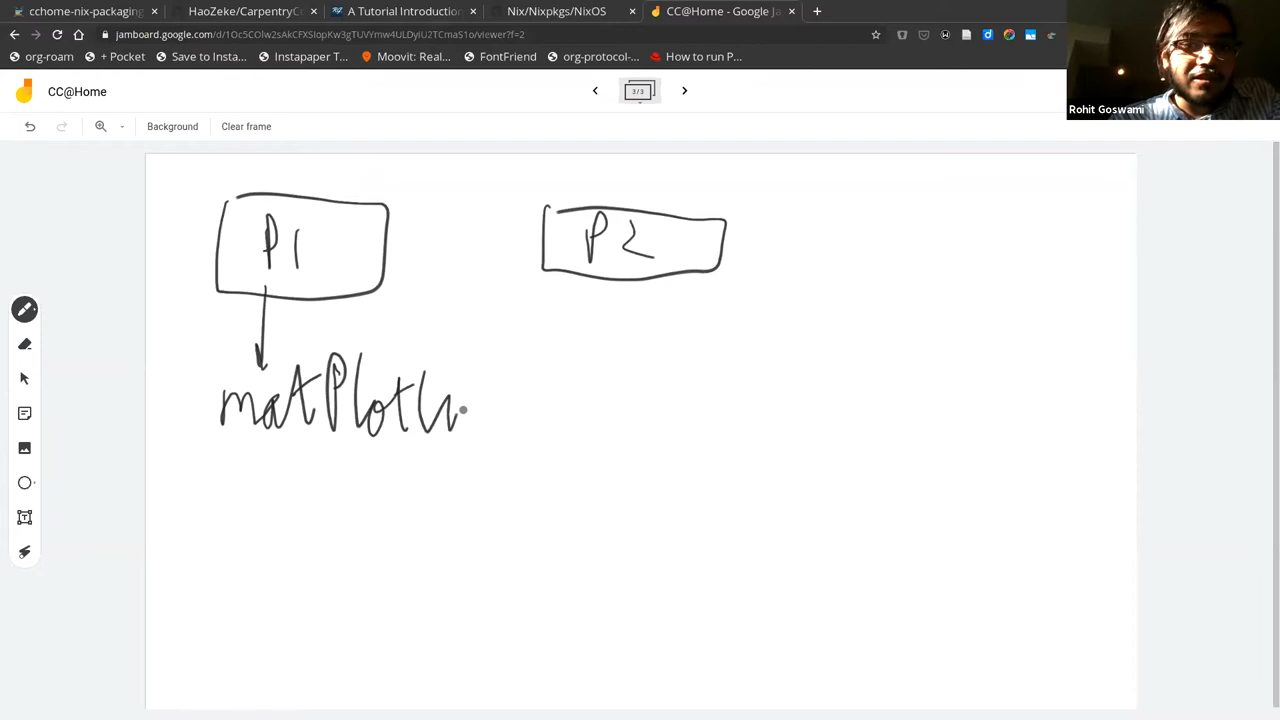 cchome-nix-packaging
HaoZeke/CarpentryCo
A Tutorial Introduction
Nix/Nixpkgs/NixOS
CC@Home - Google Ja
jamboard.google.com/d/1Oc5COlw2sAkCFXSIopKw3gTUVYmw4ULDyiU2TCmaS1o/viewer?f=2
org-roam
+ Pocket
Save to Insta...
Instapaper T...
Moovit: Real...
FontFriend
org-protocol-...
How to run P...
CC@Home
3 / 3
Rohit Goswami
Background
Clear frame
P1
P2
matPlotli